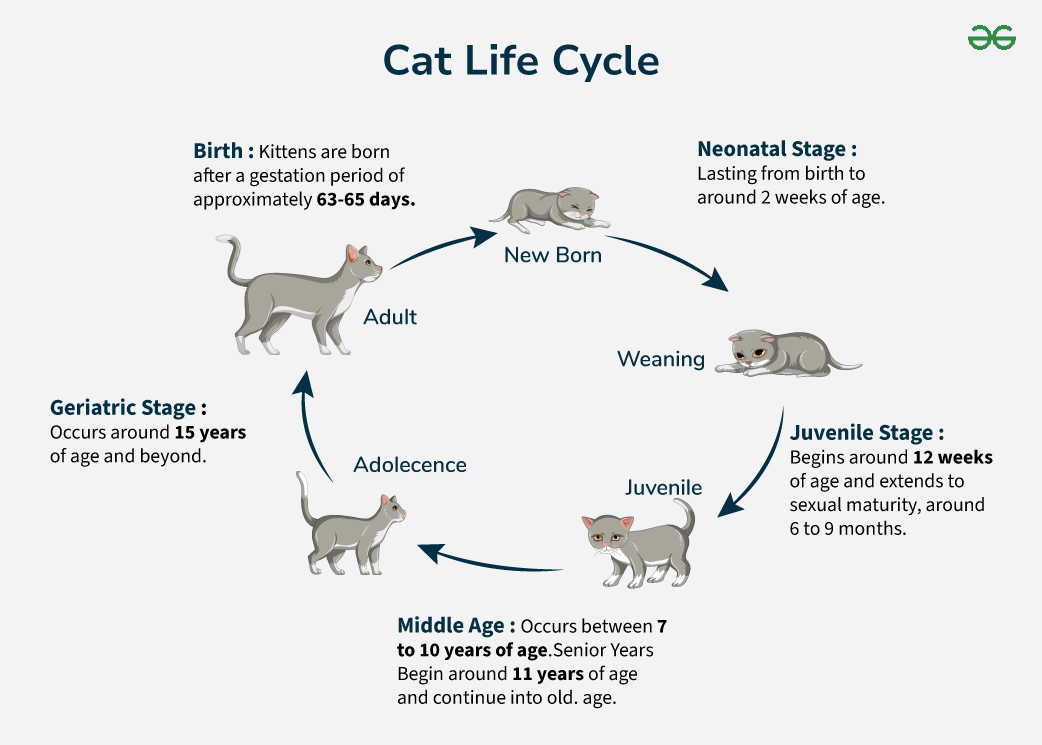 Cat Life Cycle
Birth : Kittens are born
after a gestation period of
approximately 63-65 days.
Neonatal Stage :
Lasting from birth to
around 2 weeks of age.
New Born
Adult
Weaning
Geriatric Stage :
Occurs around 15 years
of age and beyond.
Juvenile Stage :
Begins around 12 weeks
of age and extends to
sexual maturity, around
6 to 9 months.
Adolecence
Juvenile
Middle Age : Occurs between 7
to 10 years of age.Senior Years
Begin around 11 years of age
and continue into old. age.